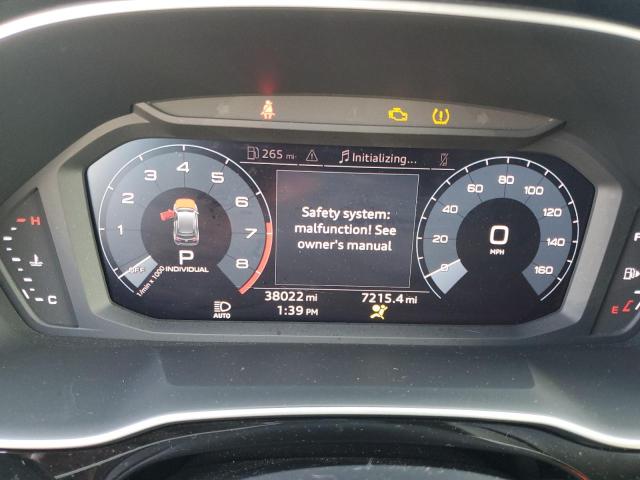 265 mi
Initializing...
1 2 3 4 5 6 7 8
OFF
1/min x 1000
P
INDIVIDUAL
Safety system:
malfunction! See
owner's manual
0 20 40 60 80 100 120 140 160
0
MPH
H
C
F
E
38022 mi
7215.4 mi
AUTO
1:39 PM